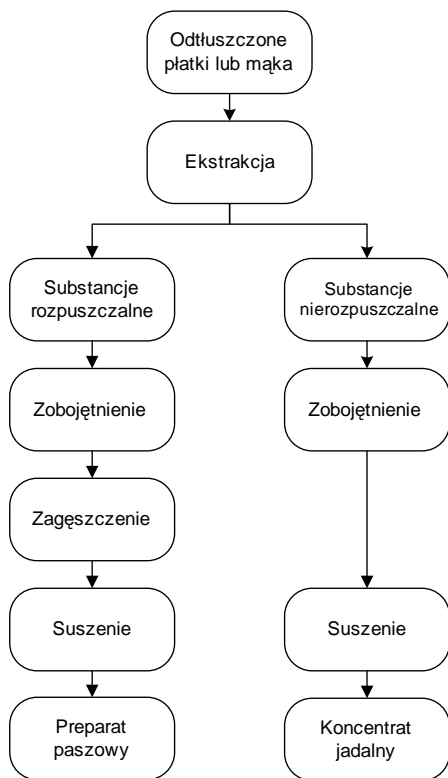 Odtłuszczone
płatki lub mąka
Ekstrakcja
Substancje
rozpuszczalne
Substancje
nierozpuszczalne
Zobojętnienie
Zobojętnienie
Zagęszczenie
Suszenie
Suszenie
Preparat
paszowy
Koncentrat
jadalny